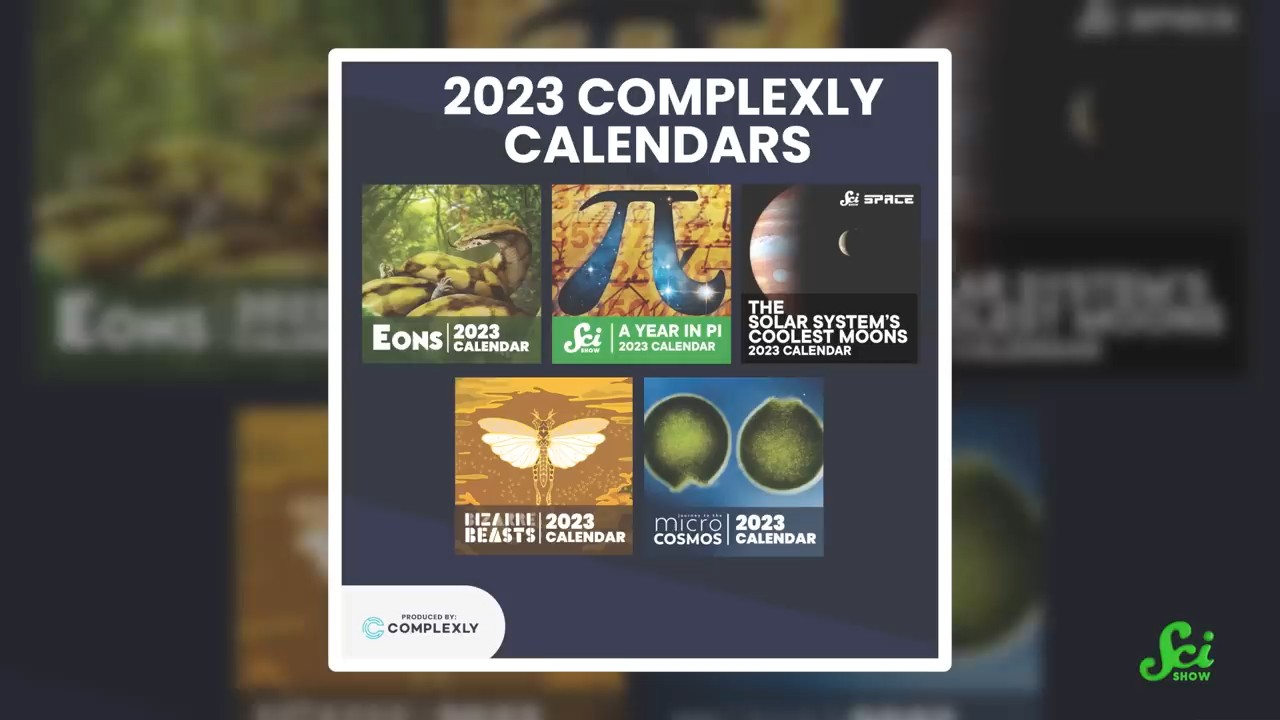 2023 COMPLEXLY
CALENDARS
EONS
2023
CALENDAR
Sci
SHOW
A YEAR IN PI
2023 CALENDAR
Sci
SHOW
SPACE
THE
SOLAR SYSTEM'S
COOLEST MOONS
2023 CALENDAR
BIZARRE
BEASTS
2023
CALENDAR
journey to the
micro
COSMOS
2023
CALENDAR
PRODUCED BY:
COMPLEXLY
Sci
SHOW